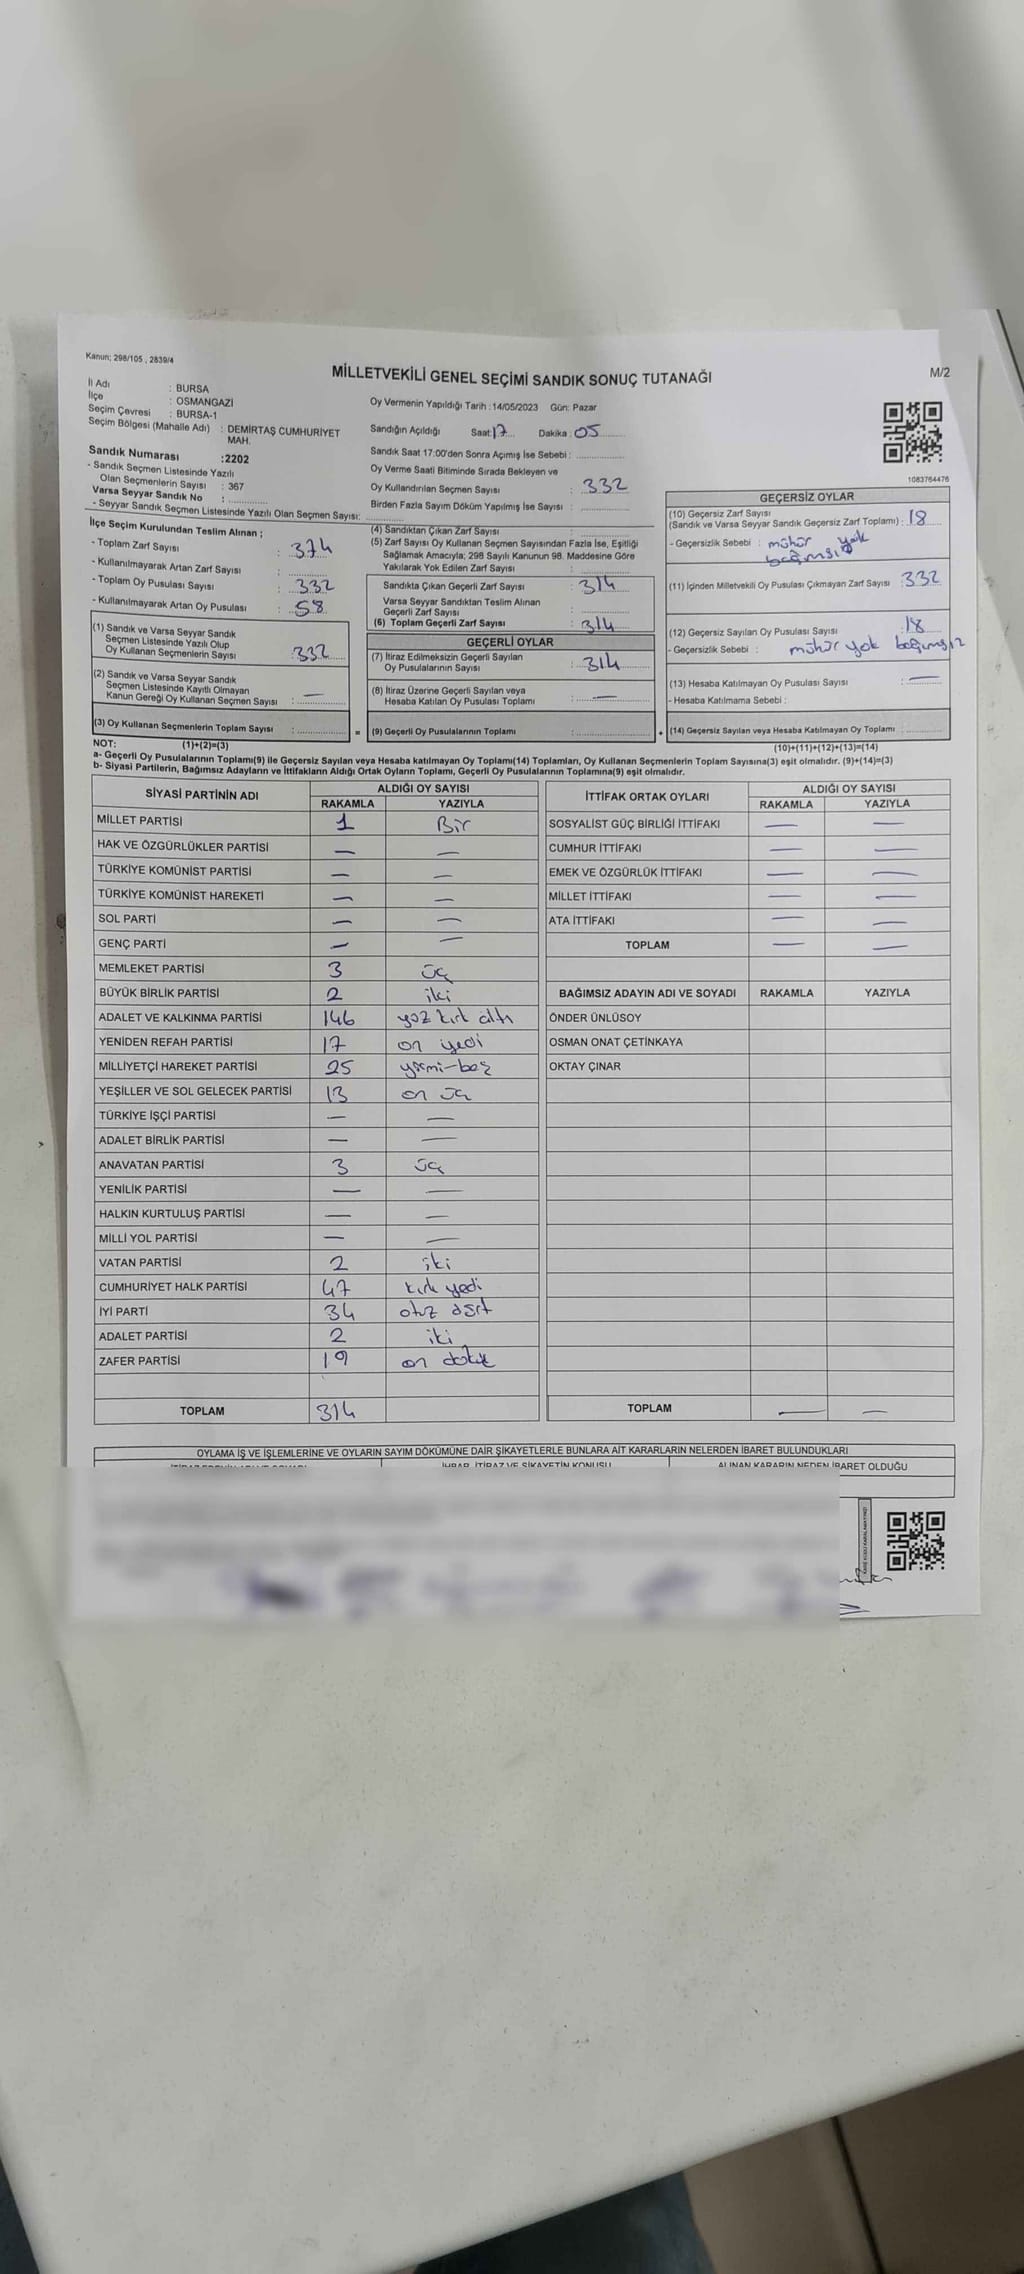 Kanun; 298/105 , 2839/4
MİLLETVEKİLİ GENEL SEÇİMİ SANDIK SONUÇ TUTANAĞI
M/2
İl Adı : BURSA
İlçe : OSMANGAZİ
Seçim Çevresi : BURSA-1
Seçim Bölgesi (Mahalle Adı) : DEMİRTAŞ CUMHURİYET
MAH.
Sandık Numarası :2202
- Sandık Seçmen Listesinde Yazılı
Olan Seçmenlerin Sayısı : 367
Varsa Seyyar Sandık No :
- Seyyar Sandık Seçmen Listesinde Yazılı Olan Seçmen Sayısı:
Oy Vermenin Yapıldığı Tarih :14/05/2023 Gün: Pazar
Sandığın Açıldığı Saat:17 Dakika : 05
Sandık Saat 17:00'den Sonra Açımış İse Sebebi :
Oy Verme Saati Bitiminde Sırada Bekleyen ve
Oy Kullandırılan Seçmen Sayısı : 332
Birden Fazla Sayım Döküm Yapılmış İse Sayısı :
1083764476
İlçe Seçim Kurulundan Teslim Alınan ;
- Toplam Zarf Sayısı : 374
- Kullanılmayarak Artan Zarf Sayısı :
- Toplam Oy Pusulası Sayısı : 332
- Kullanılmayarak Artan Oy Pusulası : 58
(1) Sandık ve Varsa Seyyar Sandık
Seçmen Listesinde Yazılı Olup
Oy Kullanan Seçmenlerin Sayısı :332
(2) Sandık ve Varsa Seyyar Sandık
Seçmen Listesinde Kayıtlı Olmayan
Kanun Gereği Oy Kullanan Seçmen Sayısı : —
(3) Oy Kullanan Seçmenlerin Toplam Sayısı :
(1)+(2)=(3)
(4) Sandıktan Çıkan Zarf Sayısı :
(5) Zarf Sayısı Oy Kullanan Seçmen Sayısından Fazla İse, Eşitliği
Sağlamak Amacıyla; 298 Sayılı Kanunun 98. Maddesine Göre
Yakılarak Yok Edilen Zarf Sayısı :
Sandıkta Çıkan Geçerli Zarf Sayısı : 314
Varsa Seyyar Sandıktan Teslim Alınan
Geçerli Zarf Sayısı :
(6) Toplam Geçerli Zarf Sayısı : 314
GEÇERLİ OYLAR
(7) İtiraz Edilmeksizin Geçerli Sayılan
Oy Pusulalarının Sayısı : 314
(8) İtiraz Üzerine Geçerli Sayılan veya
Hesaba Katılan Oy Pusulası Toplamı : —
= (9) Geçerli Oy Pusulalarının Toplamı :
GEÇERSİZ OYLAR
(10) Geçersiz Zarf Sayısı
(Sandık ve Varsa Seyyar Sandık Geçersiz Zarf Toplamı) : 18
- Geçersizlik Sebebi : mühür yok
(11) İçinden Milletvekili Oy Pusulası Çıkmayan Zarf Sayısı : 332
(12) Geçersiz Sayılan Oy Pusulası Sayısı : 18
- Geçersizlik Sebebi : mühür yok bağımsız
(13) Hesaba Katılmayan Oy Pusulası Sayısı : —
- Hesaba Katılmama Sebebi :
+ (14) Geçersiz Sayılan veya Hesaba Katılmayan Oy Toplamı :
(10)+(11)+(12)+(13)=(14)
NOT:
a- Geçerli Oy Pusulalarının Toplamı(9) ile Geçersiz Sayılan veya Hesaba katılmayan Oy Toplamı(14) Toplamları, Oy Kullanan Seçmenlerin Toplam Sayısına(3) eşit olmalıdır. (9)+(14)=(3)
b- Siyasi Partilerin, Bağımsız Adayların ve İttifakların Aldığı Ortak Oyların Toplamı, Geçerli Oy Pusulalarının Toplamına(9) eşit olmalıdır.
SİYASİ PARTİNİN ADI ALDIĞI OY SAYISI
RAKAMLA YAZIYLA
MİLLET PARTİSİ 1 Bir
HAK VE ÖZGÜRLÜKLER PARTİSİ — —
TÜRKİYE KOMÜNİST PARTİSİ — —
TÜRKİYE KOMÜNİST HAREKETİ — —
SOL PARTİ — —
GENÇ PARTİ — —
MEMLEKET PARTİSİ 3 üç
BÜYÜK BİRLİK PARTİSİ 2 iki
ADALET VE KALKINMA PARTİSİ 146 yüz kırk altı
YENİDEN REFAH PARTİSİ 17 on yedi
MİLLİYETÇİ HAREKET PARTİSİ 25 yirmi-beş
YEŞİLLER VE SOL GELECEK PARTİSİ 13 on üç
TÜRKİYE İŞÇİ PARTİSİ — —
ADALET BİRLİK PARTİSİ — —
ANAVATAN PARTİSİ 3 üç
YENİLİK PARTİSİ — —
HALKIN KURTULUŞ PARTİSİ — —
MİLLİ YOL PARTİSİ — —
VATAN PARTİSİ 2 iki
CUMHURİYET HALK PARTİSİ 47 kırk yedi
İYİ PARTİ 34 otuz dört
ADALET PARTİSİ 2 iki
ZAFER PARTİSİ 19 on dokuz
TOPLAM 314
İTTİFAK ORTAK OYLARI ALDIĞI OY SAYISI
RAKAMLA YAZIYLA
SOSYALİST GÜÇ BİRLİĞİ İTTİFAKI — —
CUMHUR İTTİFAKI — —
EMEK VE ÖZGÜRLÜK İTTİFAKI — —
MİLLET İTTİFAKI — —
ATA İTTİFAKI — —
TOPLAM — —
BAĞIMSIZ ADAYIN ADI VE SOYADI RAKAMLA YAZIYLA
ÖNDER ÜNLÜSOY
OSMAN ONAT ÇETİNKAYA
OKTAY ÇINAR
TOPLAM — —
OYLAMA İŞ VE İŞLEMLERİNE VE OYLARIN SAYIM DÖKÜMÜNE DAİR ŞİKAYETLERLE BUNLARA AİT KARARLARIN NELERDEN İBARET BULUNDUKLARI
İHBAR, İTİRAZ VE ŞİKAYETİN KONUSU ALINAN KARARIN NEDEN İBARET OLDUĞU